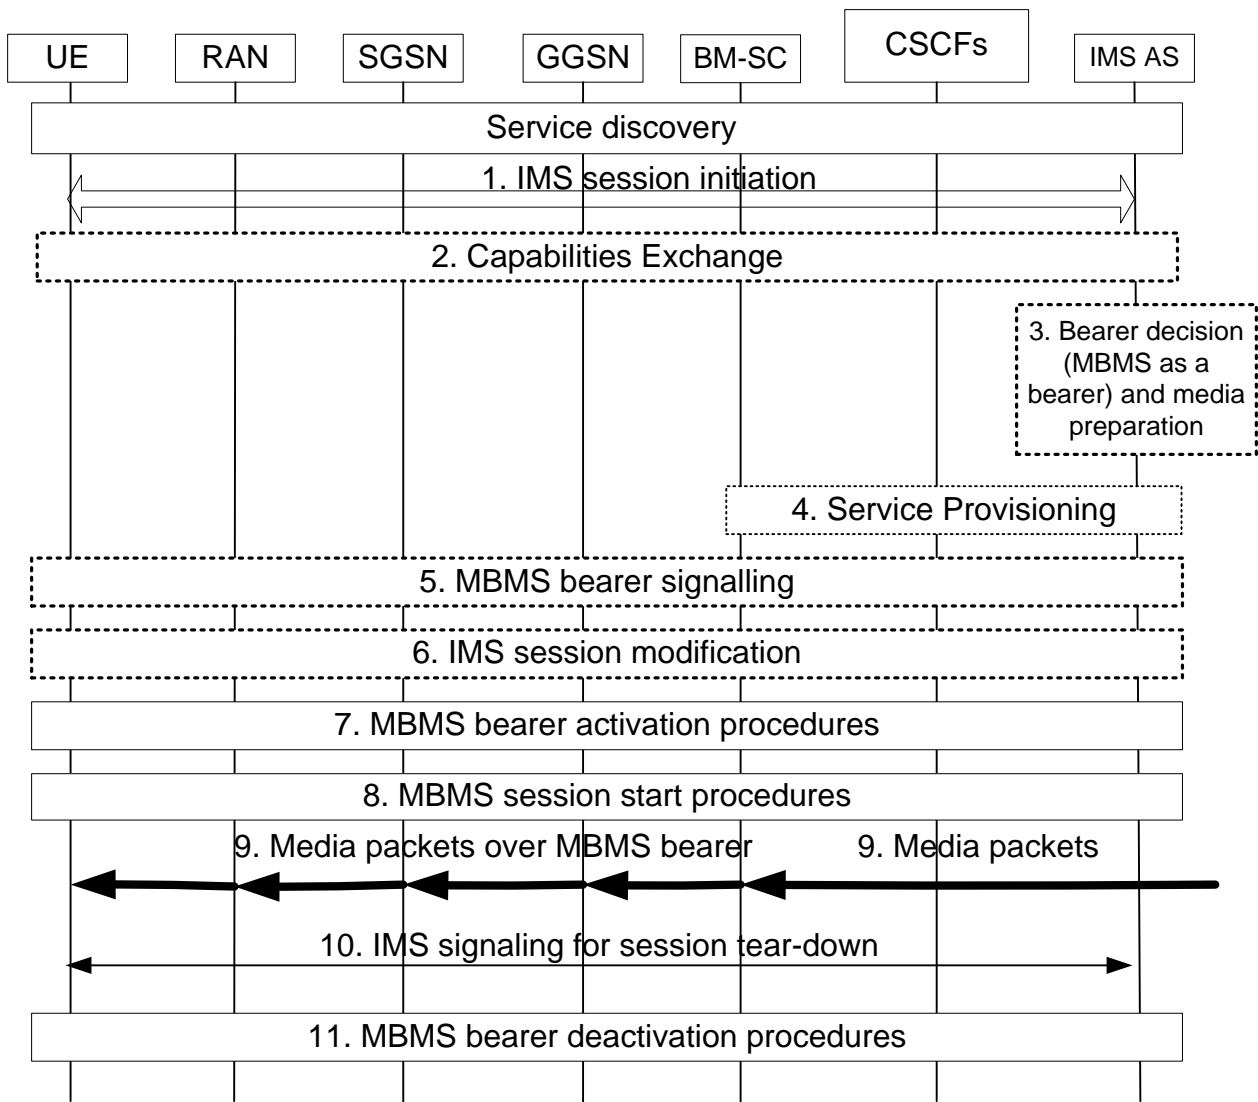 UE
RAN
SGSN
GGSN
BM-SC
CSCFs
IMS AS
Service discovery
1. IMS session initiation
2. Capabilities Exchange
3. Bearer decision
(MBMS as a
bearer) and media
preparation
4. Service Provisioning
5. MBMS bearer signalling
6. IMS session modification
7. MBMS bearer activation procedures
8. MBMS session start procedures
9. Media packets over MBMS bearer
9. Media packets
10. IMS signaling for session tear-down
11. MBMS bearer deactivation procedures